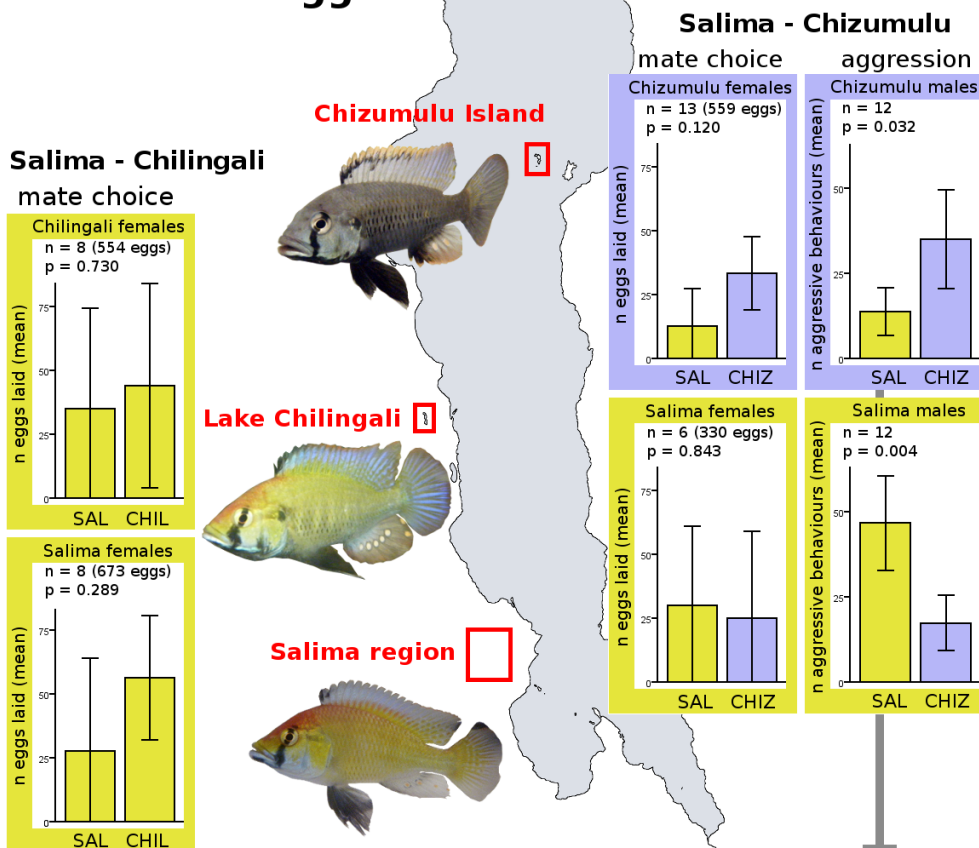 gg
Salima - Chizumulu
mate choice
aggression
Chizumulu females
n = 13 (559 eggs)
p = 0.120
n eggs laid (mean)
75
50
25
0
SAL CHIZ
Chizumulu males
n = 12
p = 0.032
n aggressive behaviours (mean)
50
25
0
SAL CHIZ
Salima females
n = 6 (330 eggs)
p = 0.843
n eggs laid (mean)
75
50
25
0
SAL CHIZ
Salima males
n = 12
p = 0.004
n aggressive behaviours (mean)
50
25
0
SAL CHIZ
Chizumulu Island
Lake Chilingali
Salima region
Salima - Chilingali
mate choice
Chilingali females
n = 8 (554 eggs)
p = 0.730
n eggs laid (mean)
75
50
25
0
SAL CHIL
Salima females
n = 8 (673 eggs)
p = 0.289
n eggs laid (mean)
75
50
25
0
SAL CHIL